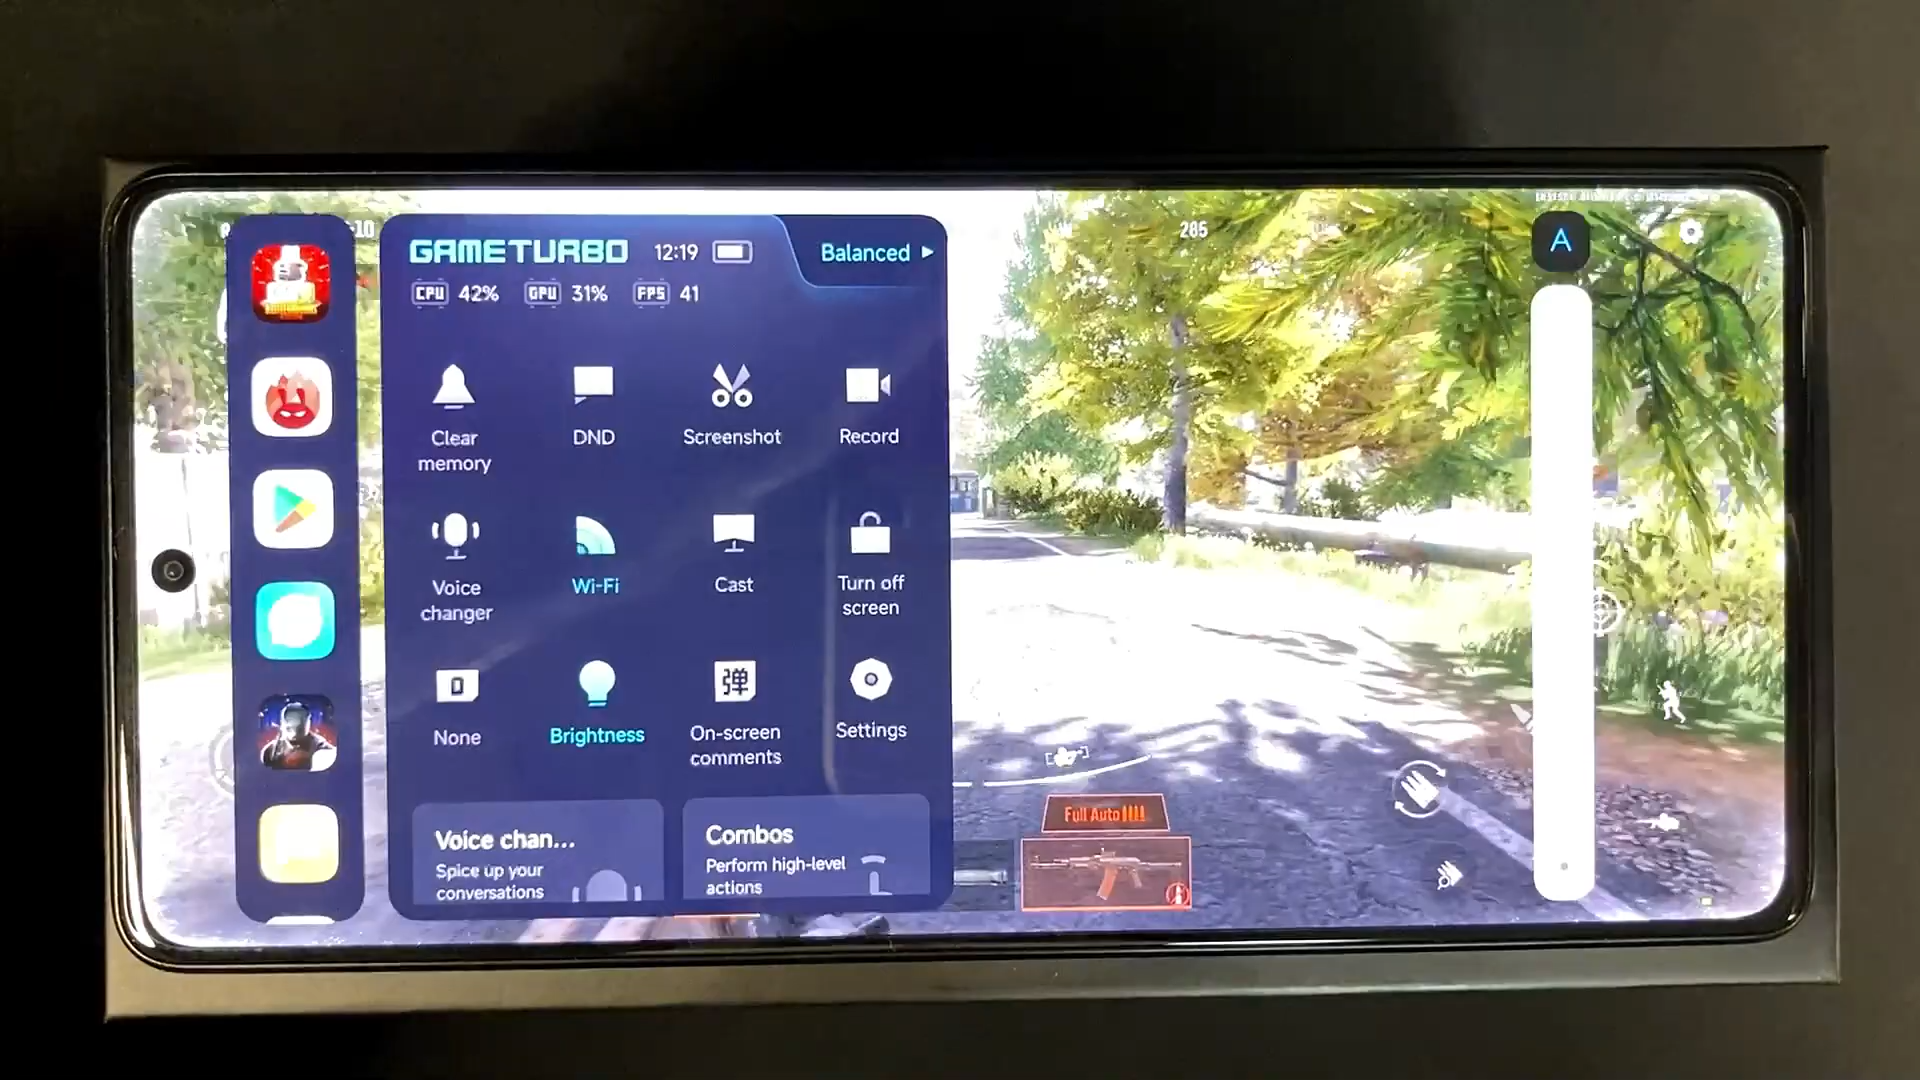 10
GAMETURBO 12:19
Balanced
CPU 42% GPU 31% FPS 41
285
A
Clear
memory
DND
Screenshot
Record
Voice
changer
Wi-Fi
Cast
Turn off
screen
0
None
Brightness
弹
On-screen
comments
Settings
Voice chan...
Spice up your
conversations
Combos
Perform high-level
actions
Full Auto